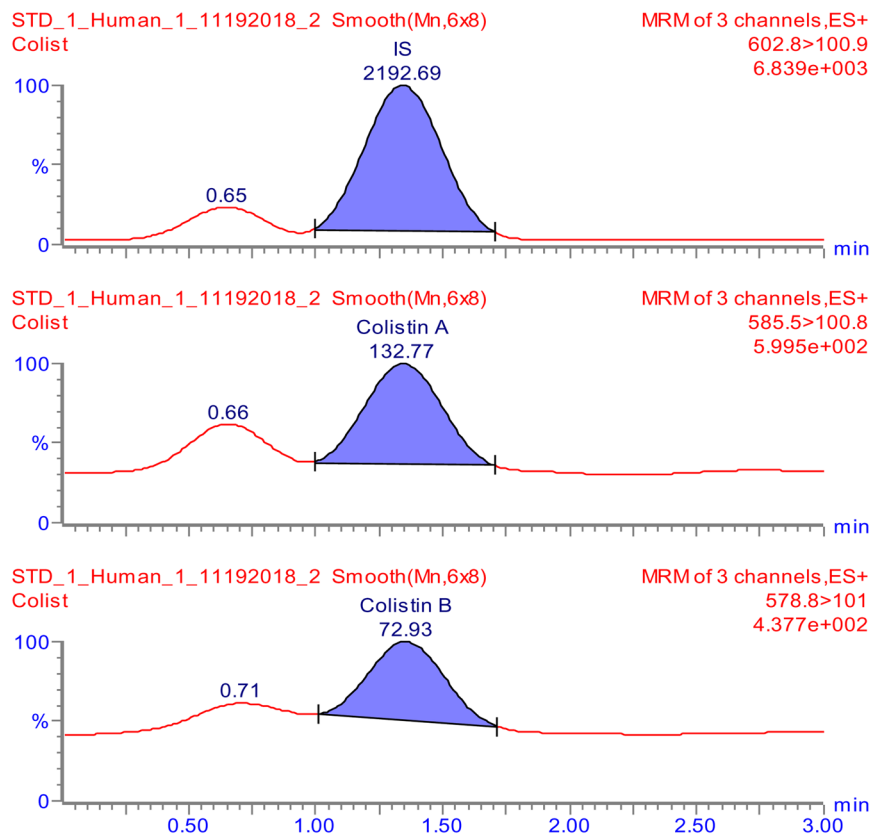 STD_1_Human_1_11192018_2 Smooth(Mn,6x8)
Colist
MRM of 3 channels,ES+
602.8>100.9
6.839e+003
IS
2192.69
100
%
0
0.65
min
STD_1_Human_1_11192018_2 Smooth(Mn,6x8)
Colist
MRM of 3 channels,ES+
585.5>100.8
5.995e+002
Colistin A
132.77
100
%
0
0.66
min
STD_1_Human_1_11192018_2 Smooth(Mn,6x8)
Colist
MRM of 3 channels,ES+
578.8>101
4.377e+002
Colistin B
72.93
100
%
0
0.71
min
0.50 1.00 1.50 2.00 2.50 3.00